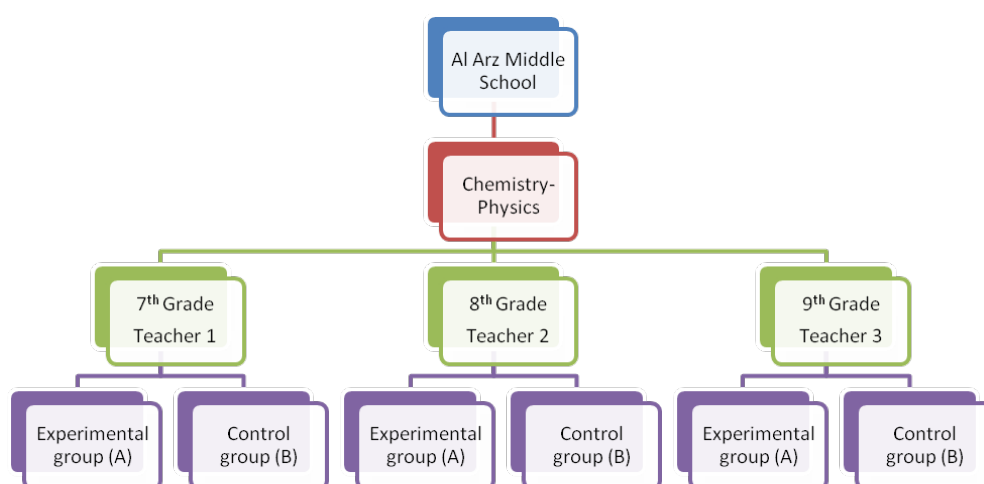 Al Arz Middle
School
Chemistry-
Physics
7th Grade
Teacher 1
8th Grade
Teacher 2
9th Grade
Teacher 3
Experimental
group (A)
Control
group (B)
Experimental
group (A)
Control
group (B)
Experimental
group (A)
Control
group (B)